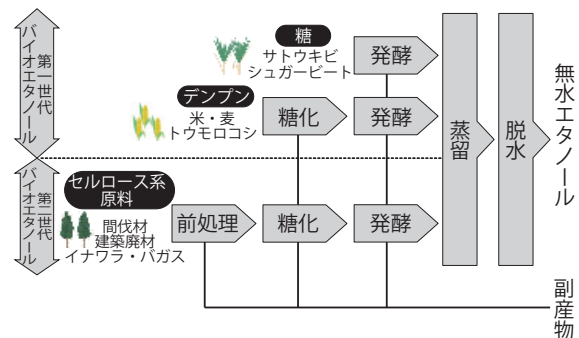 第一世代
バイオエタノール
糖
サトウキビ
シュガービート
発酵
デンプン
米・麦
トウモロコシ
糖化
発酵
第二世代
バイオエタノール
セルロース系
原料
間伐材
建築廃材
イナワラ・バガス
前処理
糖化
発酵
蒸留
脱水
無水エタノール
副産物